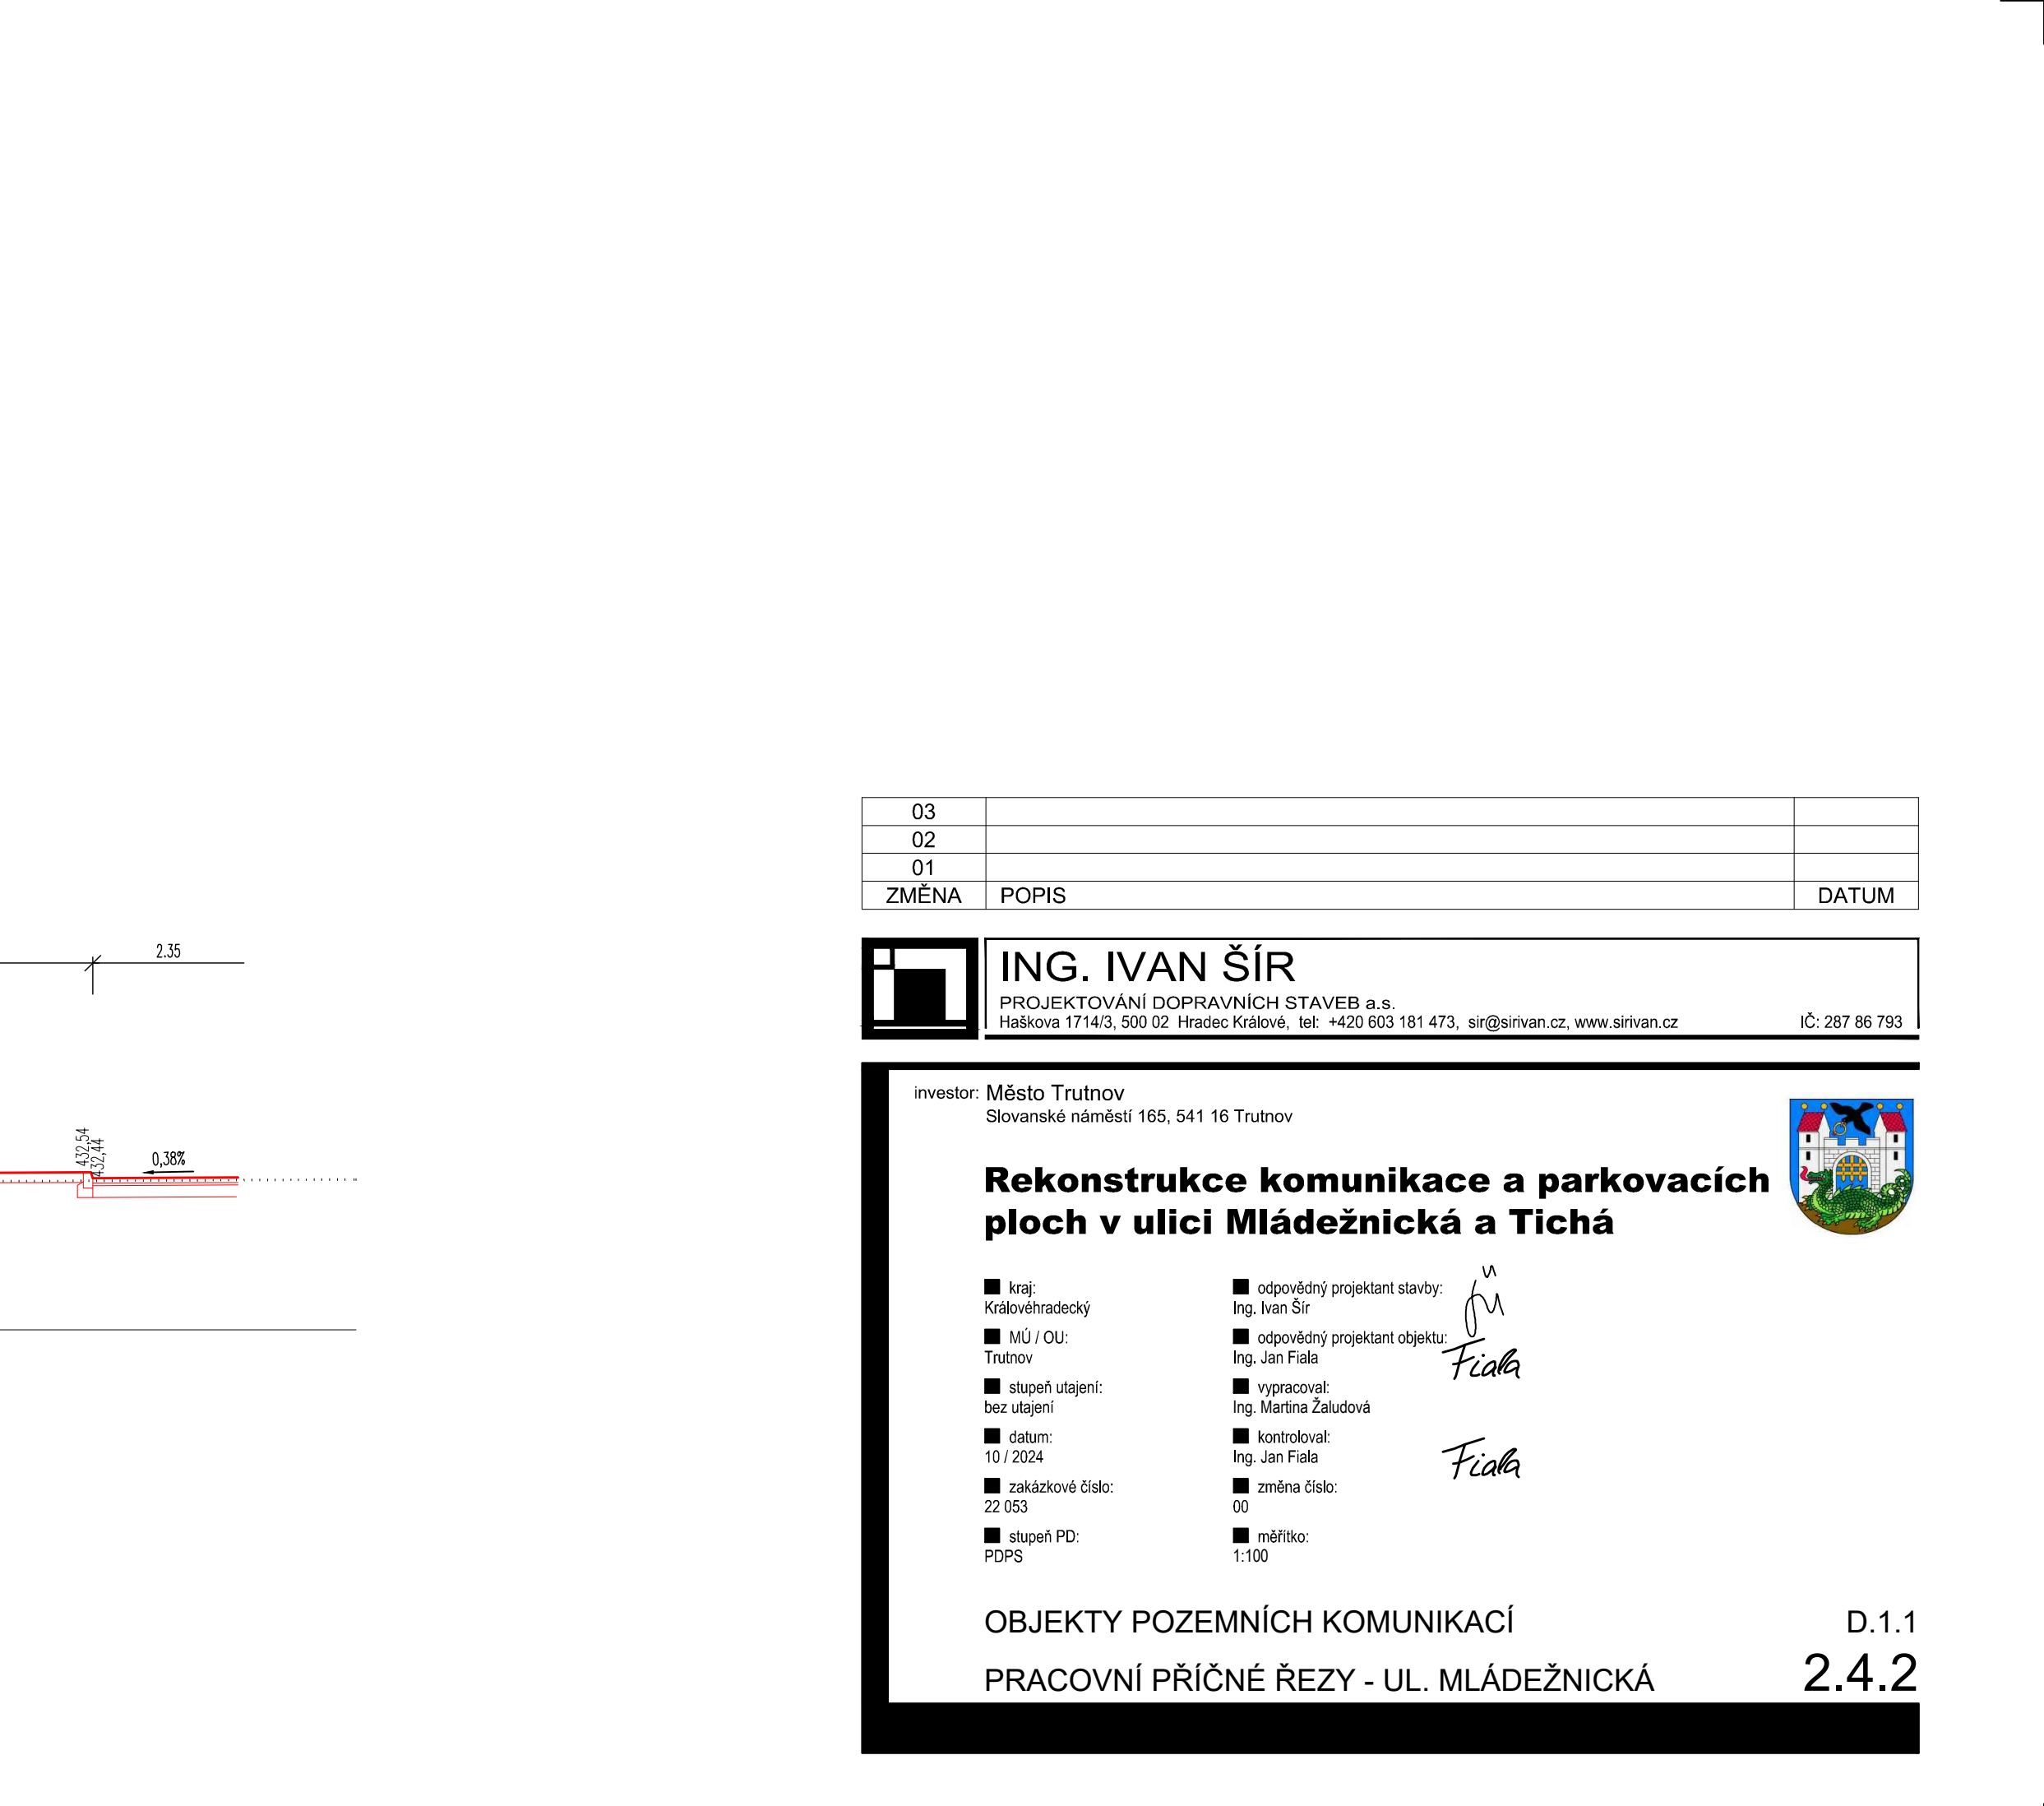 2.35
432,54
432,44
0,38%
03
02
01
ZMĚNA POPIS DATUM
ING. IVAN ŠÍR
PROJEKTOVÁNÍ DOPRAVNÍCH STAVEB a.s.
Haškova 1714/3, 500 02 Hradec Králové, tel: +420 603 181 473, sir@sirivan.cz, www.sirivan.cz IČ: 287 86 793
investor: Město Trutnov
Slovanské náměstí 165, 541 16 Trutnov
Rekonstrukce komunikace a parkovacích
ploch v ulici Mládežnická a Tichá
kraj:
Královéhradecký
MÚ / OU:
Trutnov
stupeň utajení:
bez utajení
datum:
10 / 2024
zakázkové číslo:
22 053
stupeň PD:
PDPS
odpovědný projektant stavby:
Ing. Ivan Šír
odpovědný projektant objektu:
Ing. Jan Fiala
Fiala
vypracoval:
Ing. Martina Žaludová
kontroloval:
Ing. Jan Fiala
Fiala
změna číslo:
00
měřítko:
1:100
OBJEKTY POZEMNÍCH KOMUNIKACÍ D.1.1
PRACOVNÍ PŘÍČNÉ ŘEZY - UL. MLÁDEŽNICKÁ 2.4.2